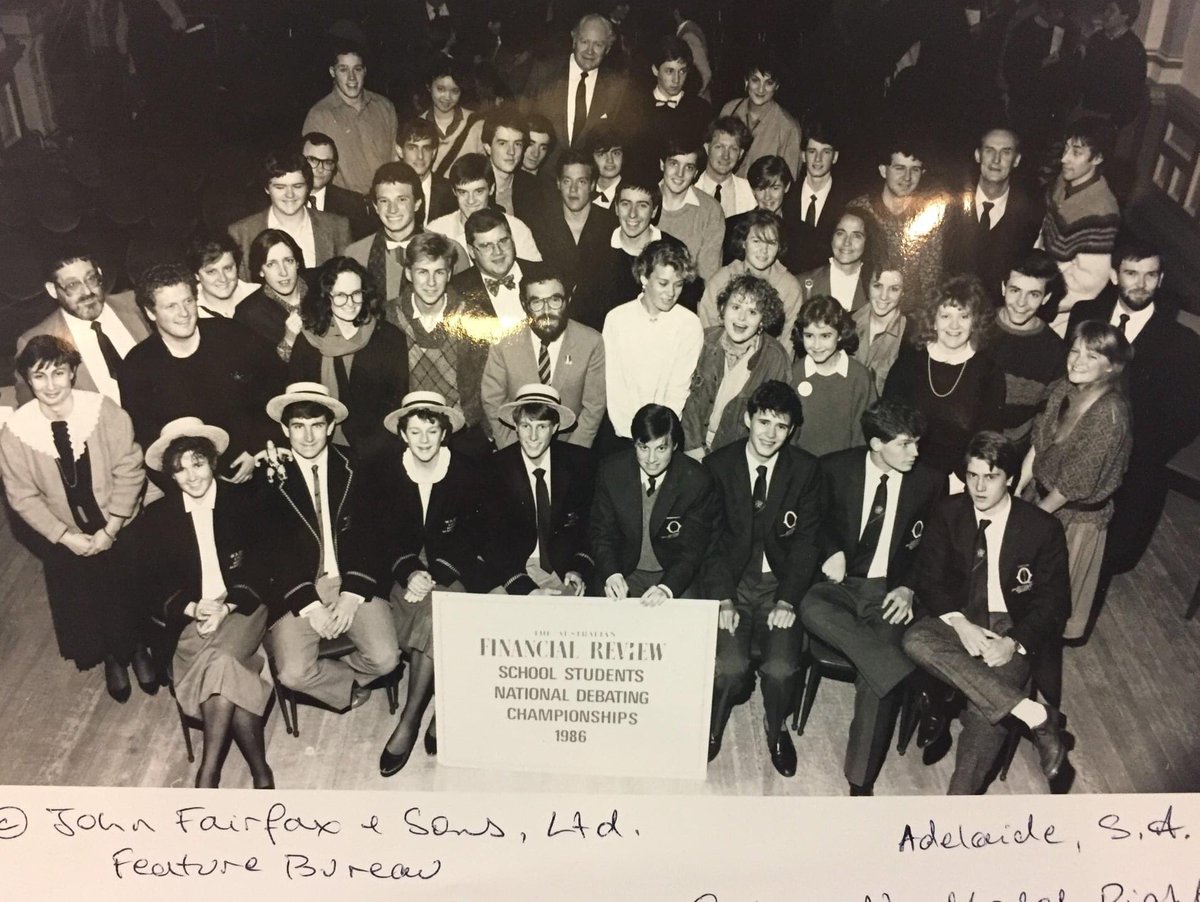 THE AUSTRALIAN
FINANCIAL REVIEW
SCHOOL STUDENTS
NATIONAL DEBATING
CHAMPIONSHIPS
1986
© John Fairfax & Sons, Ltd.
Feature Bureau
Adelaide, S.A.